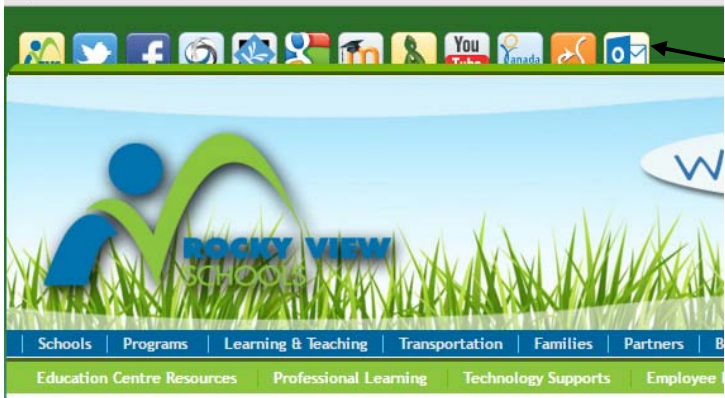 You
Tube
anada
ROCKY VIEW
SCHOOLS
W
Schools | Programs | Learning & Teaching | Transportation | Families | Partners | B
Education Centre Resources | Professional Learning | Technology Supports | Employee